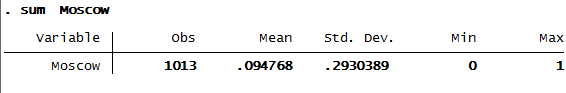 . sum Moscow
Variable Obs Mean Std. Dev. Min Max
Moscow 1013 .094768 .2930389 0 1